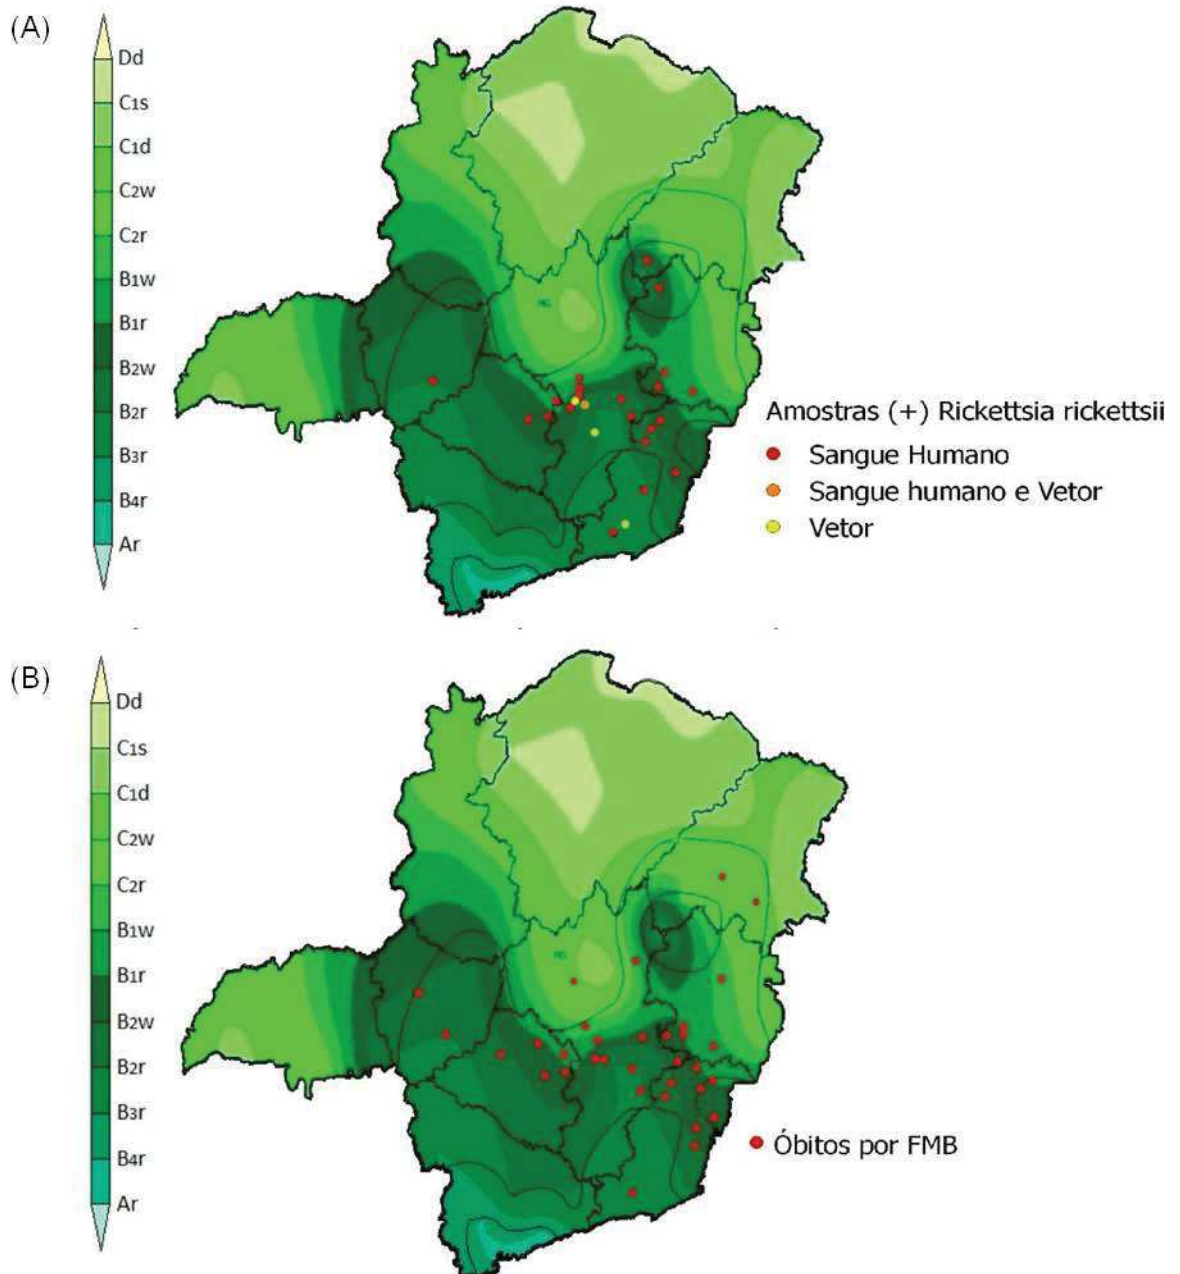 (A)
Dd
C1s
C1d
C2w
C2r
B1w
B1r
B2w
B2r
B3r
B4r
Ar
Amostras (+) Rickettsia rickettsii
Sangue Humano
Sangue humano e Vetor
Vetor
(B)
Dd
C1s
C1d
C2w
C2r
B1w
B1r
B2w
B2r
B3r
B4r
Ar
Óbitos por FMB